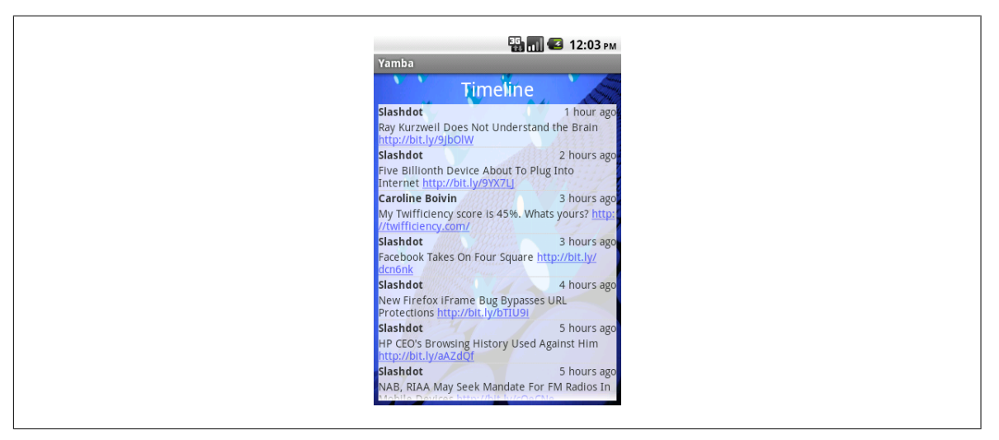 3G 12:03 PM
Yamba
Timeline
Slashdot 1 hour ago
Ray Kurzweil Does Not Understand the Brain
http://bit.ly/9JbOlW
Slashdot 2 hours ago
Five Billionth Device About To Plug Into
Internet http://bit.ly/9YX7LJ
Caroline Boivin 3 hours ago
My Twifficiency score is 45%. Whats yours? http:
//twifficiency.com/
Slashdot 3 hours ago
Facebook Takes On Four Square http://bit.ly/
dcn6nk
Slashdot 4 hours ago
New Firefox iFrame Bug Bypasses URL
Protections http://bit.ly/bTIU9i
Slashdot 5 hours ago
HP CEO's Browsing History Used Against Him
http://bit.ly/aAZdQf
Slashdot 5 hours ago
NAB, RIAA May Seek Mandate For FM Radios In
Mobile Devices